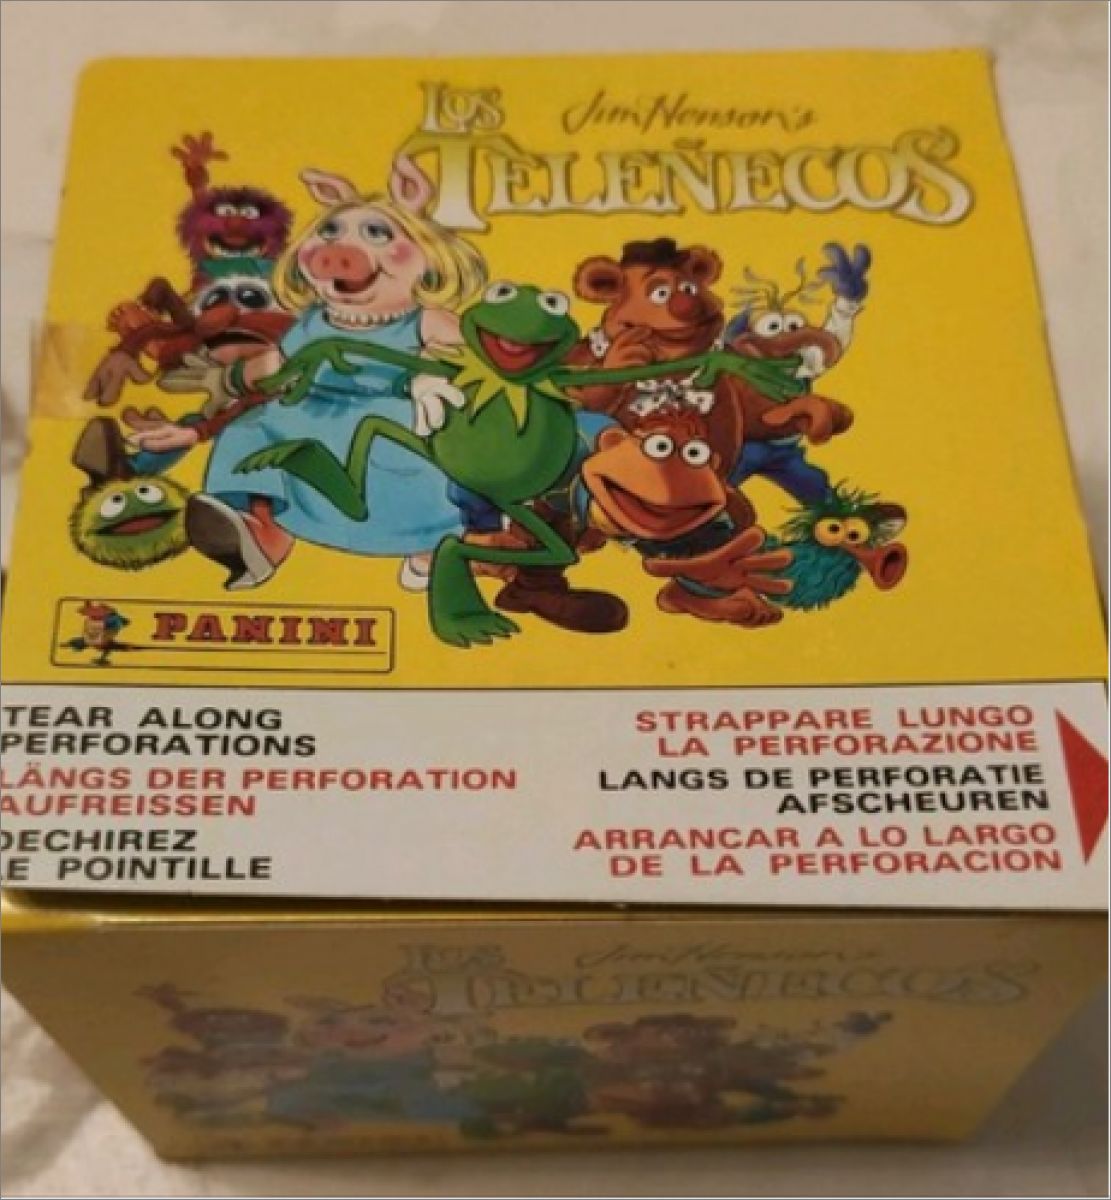 LOS
Jim Henson's
TELEÑECOS
PANINI
TEAR ALONG
PERFORATIONS
LÄNGS DER PERFORATION
AUFREISSEN
DECHIREZ
LE POINTILLE
STRAPPARE LUNGO
LA PERFORAZIONE
LANGS DE PERFORATIE
AFSCHEUREN
ARRANCAR A LO LARGO
DE LA PERFORACION
LOS
Jim Henson's
TELEÑECOS